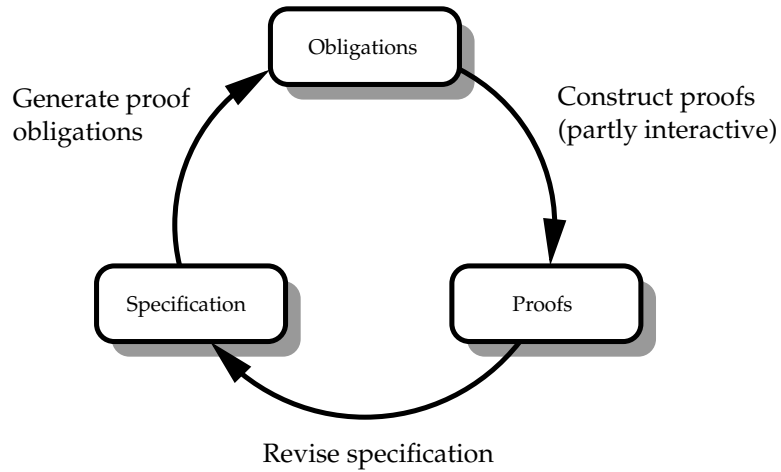 Obligations
Generate proof
obligations
Construct proofs
(partly interactive)
Specification
Proofs
Revise specification